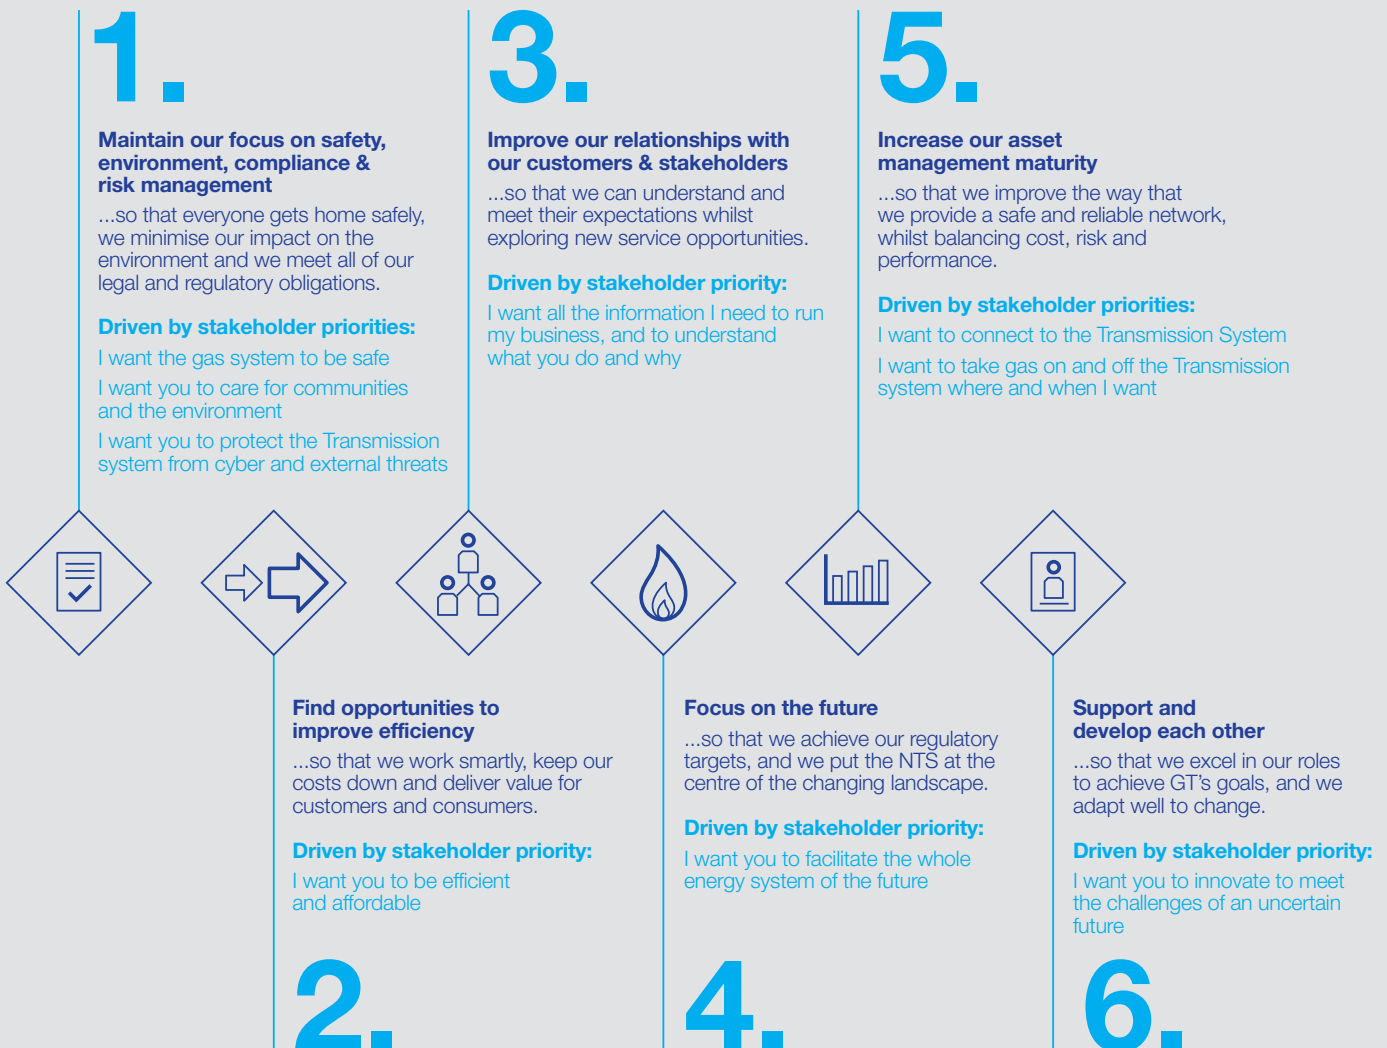 1.
Maintain our focus on safety,
environment, compliance &
risk management
...so that everyone gets home safely,
we minimise our impact on the
environment and we meet all of our
legal and regulatory obligations.
Driven by stakeholder priorities:
I want the gas system to be safe
I want you to care for communities
and the environment
I want you to protect the Transmission
system from cyber and external threats
3.
Improve our relationships with
our customers & stakeholders
...so that we can understand and
meet their expectations whilst
exploring new service opportunities.
Driven by stakeholder priority:
I want all the information I need to run
my business, and to understand
what you do and why
5.
Increase our asset
management maturity
...so that we improve the way that
we provide a safe and reliable network,
whilst balancing cost, risk and
performance.
Driven by stakeholder priorities:
I want to connect to the Transmission System
I want to take gas on and off the Transmission
system where and when I want
Find opportunities to
improve efficiency
...so that we work smartly, keep our
costs down and deliver value for
customers and consumers.
Driven by stakeholder priority:
I want you to be efficient
and affordable
2.
Focus on the future
...so that we achieve our regulatory
targets, and we put the NTS at the
centre of the changing landscape.
Driven by stakeholder priority:
I want you to facilitate the whole
energy system of the future
4.
Support and
develop each other
...so that we excel in our roles
to achieve GT's goals, and we
adapt well to change.
Driven by stakeholder priority:
I want you to innovate to meet
the challenges of an uncertain
future
6.